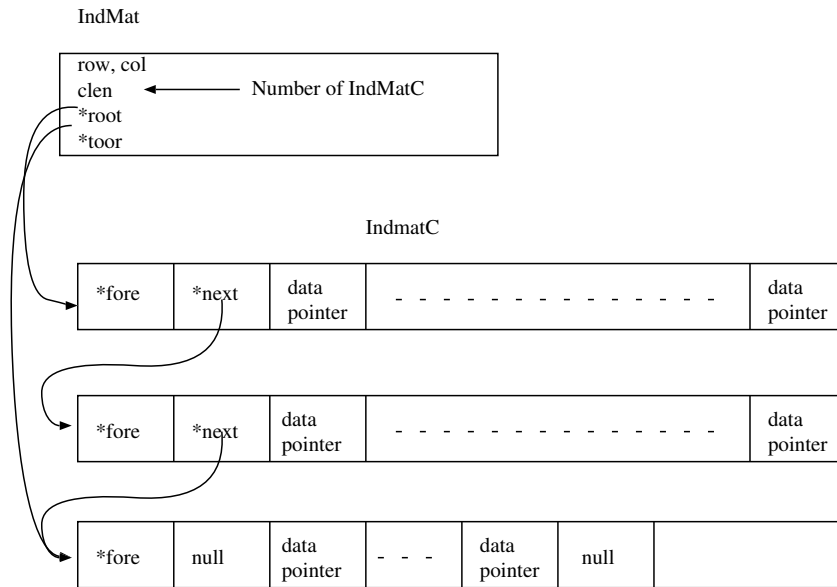 IndMat
row, col
clen
Number of IndMatC
*root
*toor
IndmatC
*fore
*next
data
pointer
- - - - - - - - - - - - - -
data
pointer
*fore
*next
data
pointer
- - - - - - - - - - - - - -
data
pointer
*fore
null
data
pointer
- - -
data
pointer
null